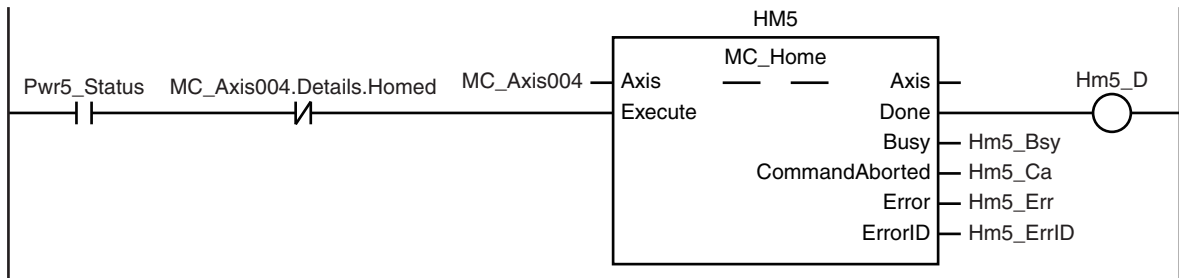 HM5
MC_Home
Pwr5_Status MC_Axis004.Details.Homed MC_Axis004 Axis Axis Hm5_D
Execute Done
Busy Hm5_Bsy
CommandAborted Hm5_Ca
Error Hm5_Err
ErrorID Hm5_ErrID